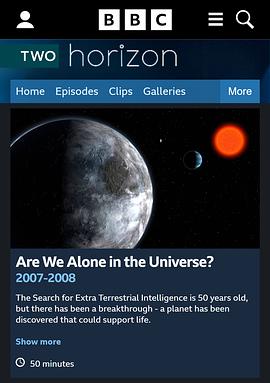 BBC
TWO horizon
Home Episodes Clips Galleries More
Are We Alone in the Universe?
2007-2008
The Search for Extra Terrestrial Intelligence is 50 years old,
but there has been a breakthrough - a planet has been
discovered that could support life.
Show more
50 minutes